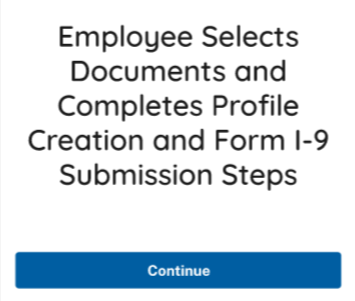 Employee Selects
Documents and
Completes Profile
Creation and Form I-9
Submission Steps
Continue